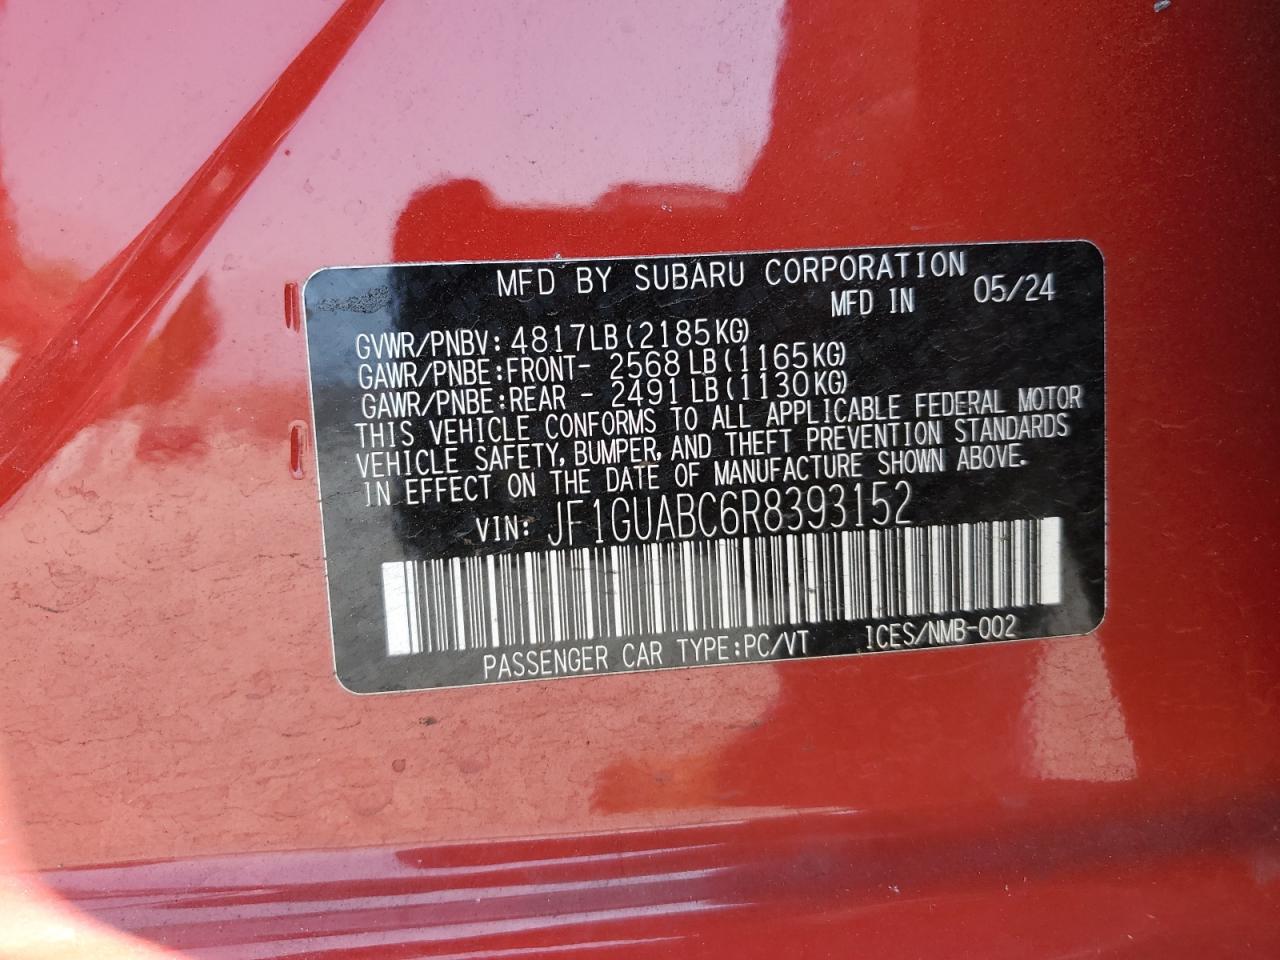 MFD BY SUBARU CORPORATION
MFD IN 05/24
GVWR/PNBV: 4817LB(2185KG)
GAWR/PNBE:FRONT- 2568LB(1165KG)
GAWR/PNBE:REAR - 2491LB(1130KG)
THIS VEHICLE CONFORMS TO ALL APPLICABLE FEDERAL MOTOR
VEHICLE SAFETY, BUMPER, AND THEFT PREVENTION STANDARDS
IN EFFECT ON THE DATE OF MANUFACTURE SHOWN ABOVE.
VIN: JF1GUABC6R8393152
PASSENGER CAR TYPE:PC/VT ICES/NMB-002